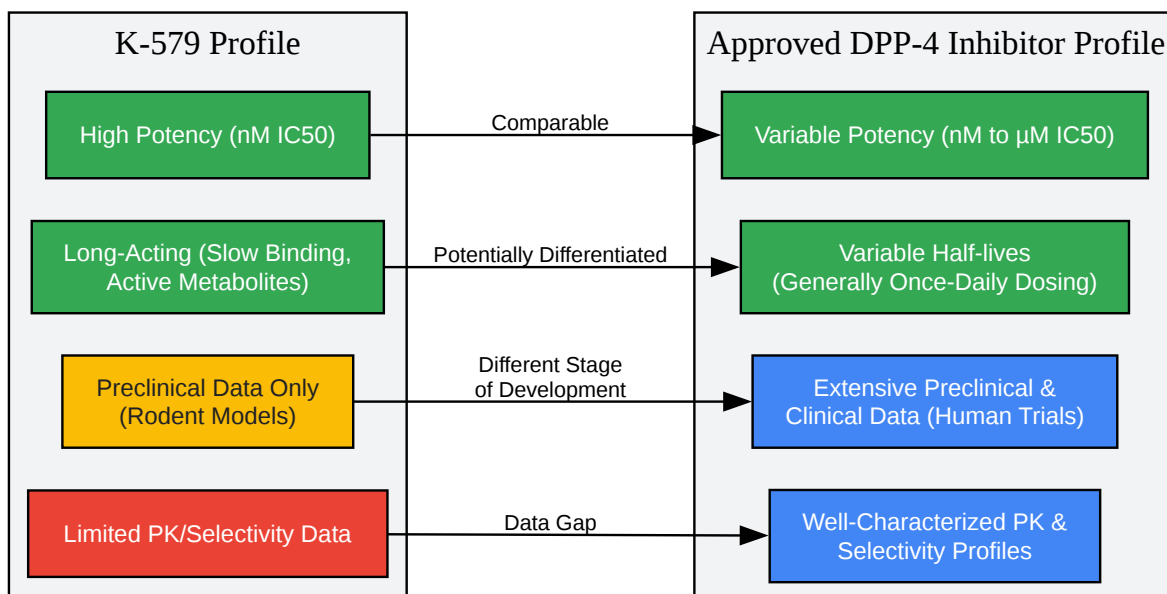 K-579 Profile
Approved DPP-4 Inhibitor Profile
High Potency (nM IC50)
Comparable
Variable Potency (nM to µM IC50)
Long-Acting (Slow Binding,
Active Metabolites)
Potentially Differentiated
Variable Half-lives
(Generally Once-Daily Dosing)
Preclinical Data Only
(Rodent Models)
Different Stage
of Development
Extensive Preclinical &
Clinical Data (Human Trials)
Limited PK/Selectivity Data
Data Gap
Well-Characterized PK &
Selectivity Profiles